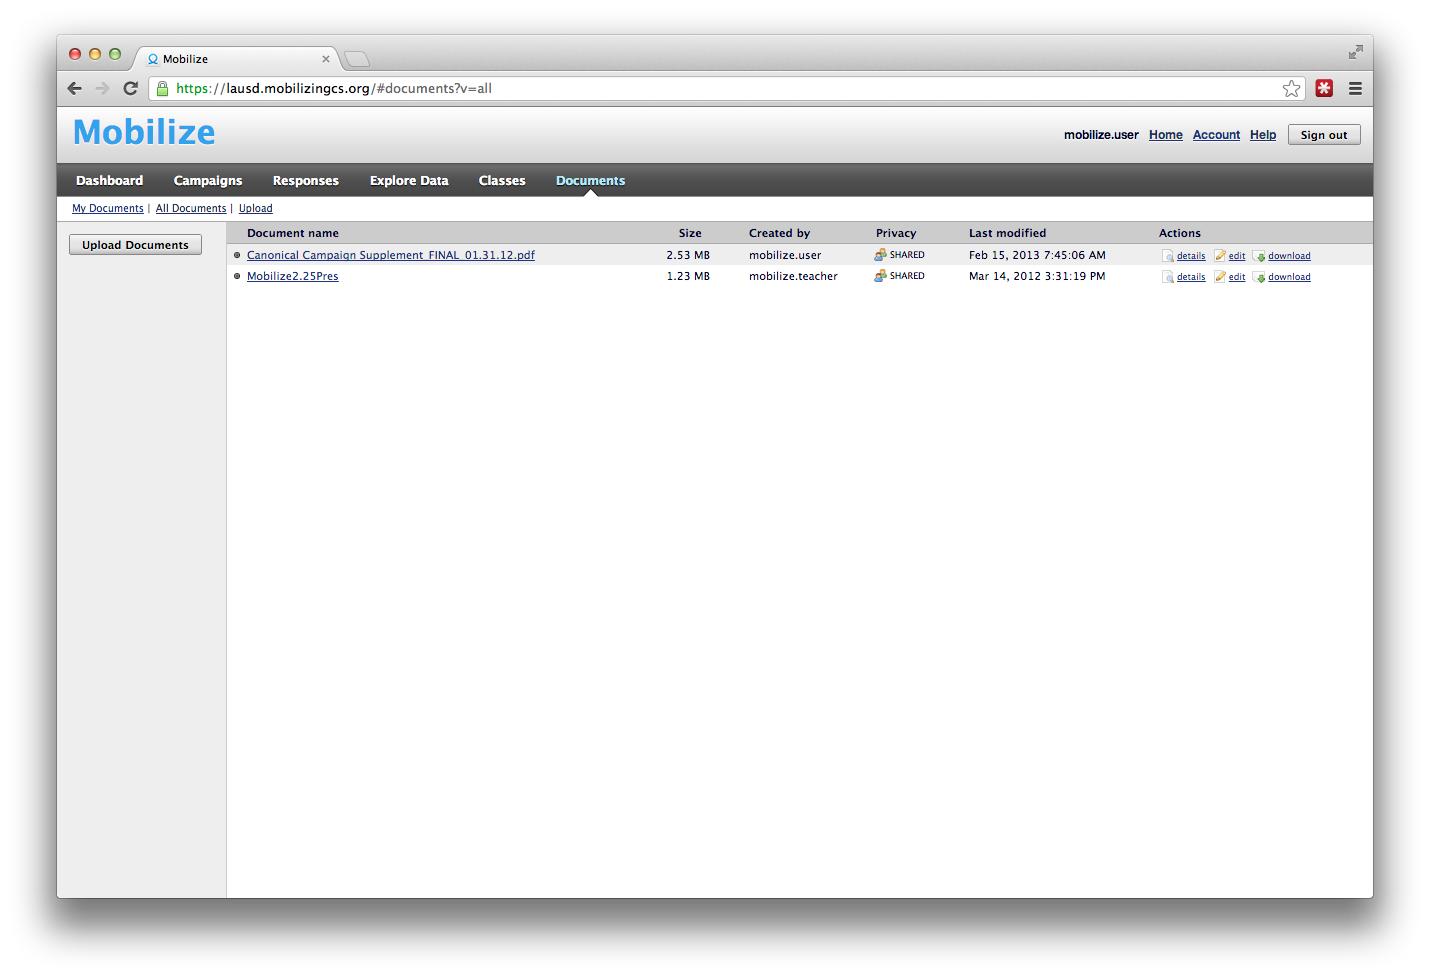 Mobilize
https://lausd.mobilizingcs.org/#documents?v=all
Mobilize
mobilize.user Home Account Help Sign out
Dashboard Campaigns Responses Explore Data Classes Documents
My Documents | All Documents | Upload
Upload Documents
Document name Size Created by Privacy Last modified Actions
Canonical Campaign Supplement_FINAL_01.31.12.pdf 2.53 MB mobilize.user SHARED Feb 15, 2013 7:45:06 AM details edit download
Mobilize2.25Pres 1.23 MB mobilize.teacher SHARED Mar 14, 2012 3:31:19 PM details edit download